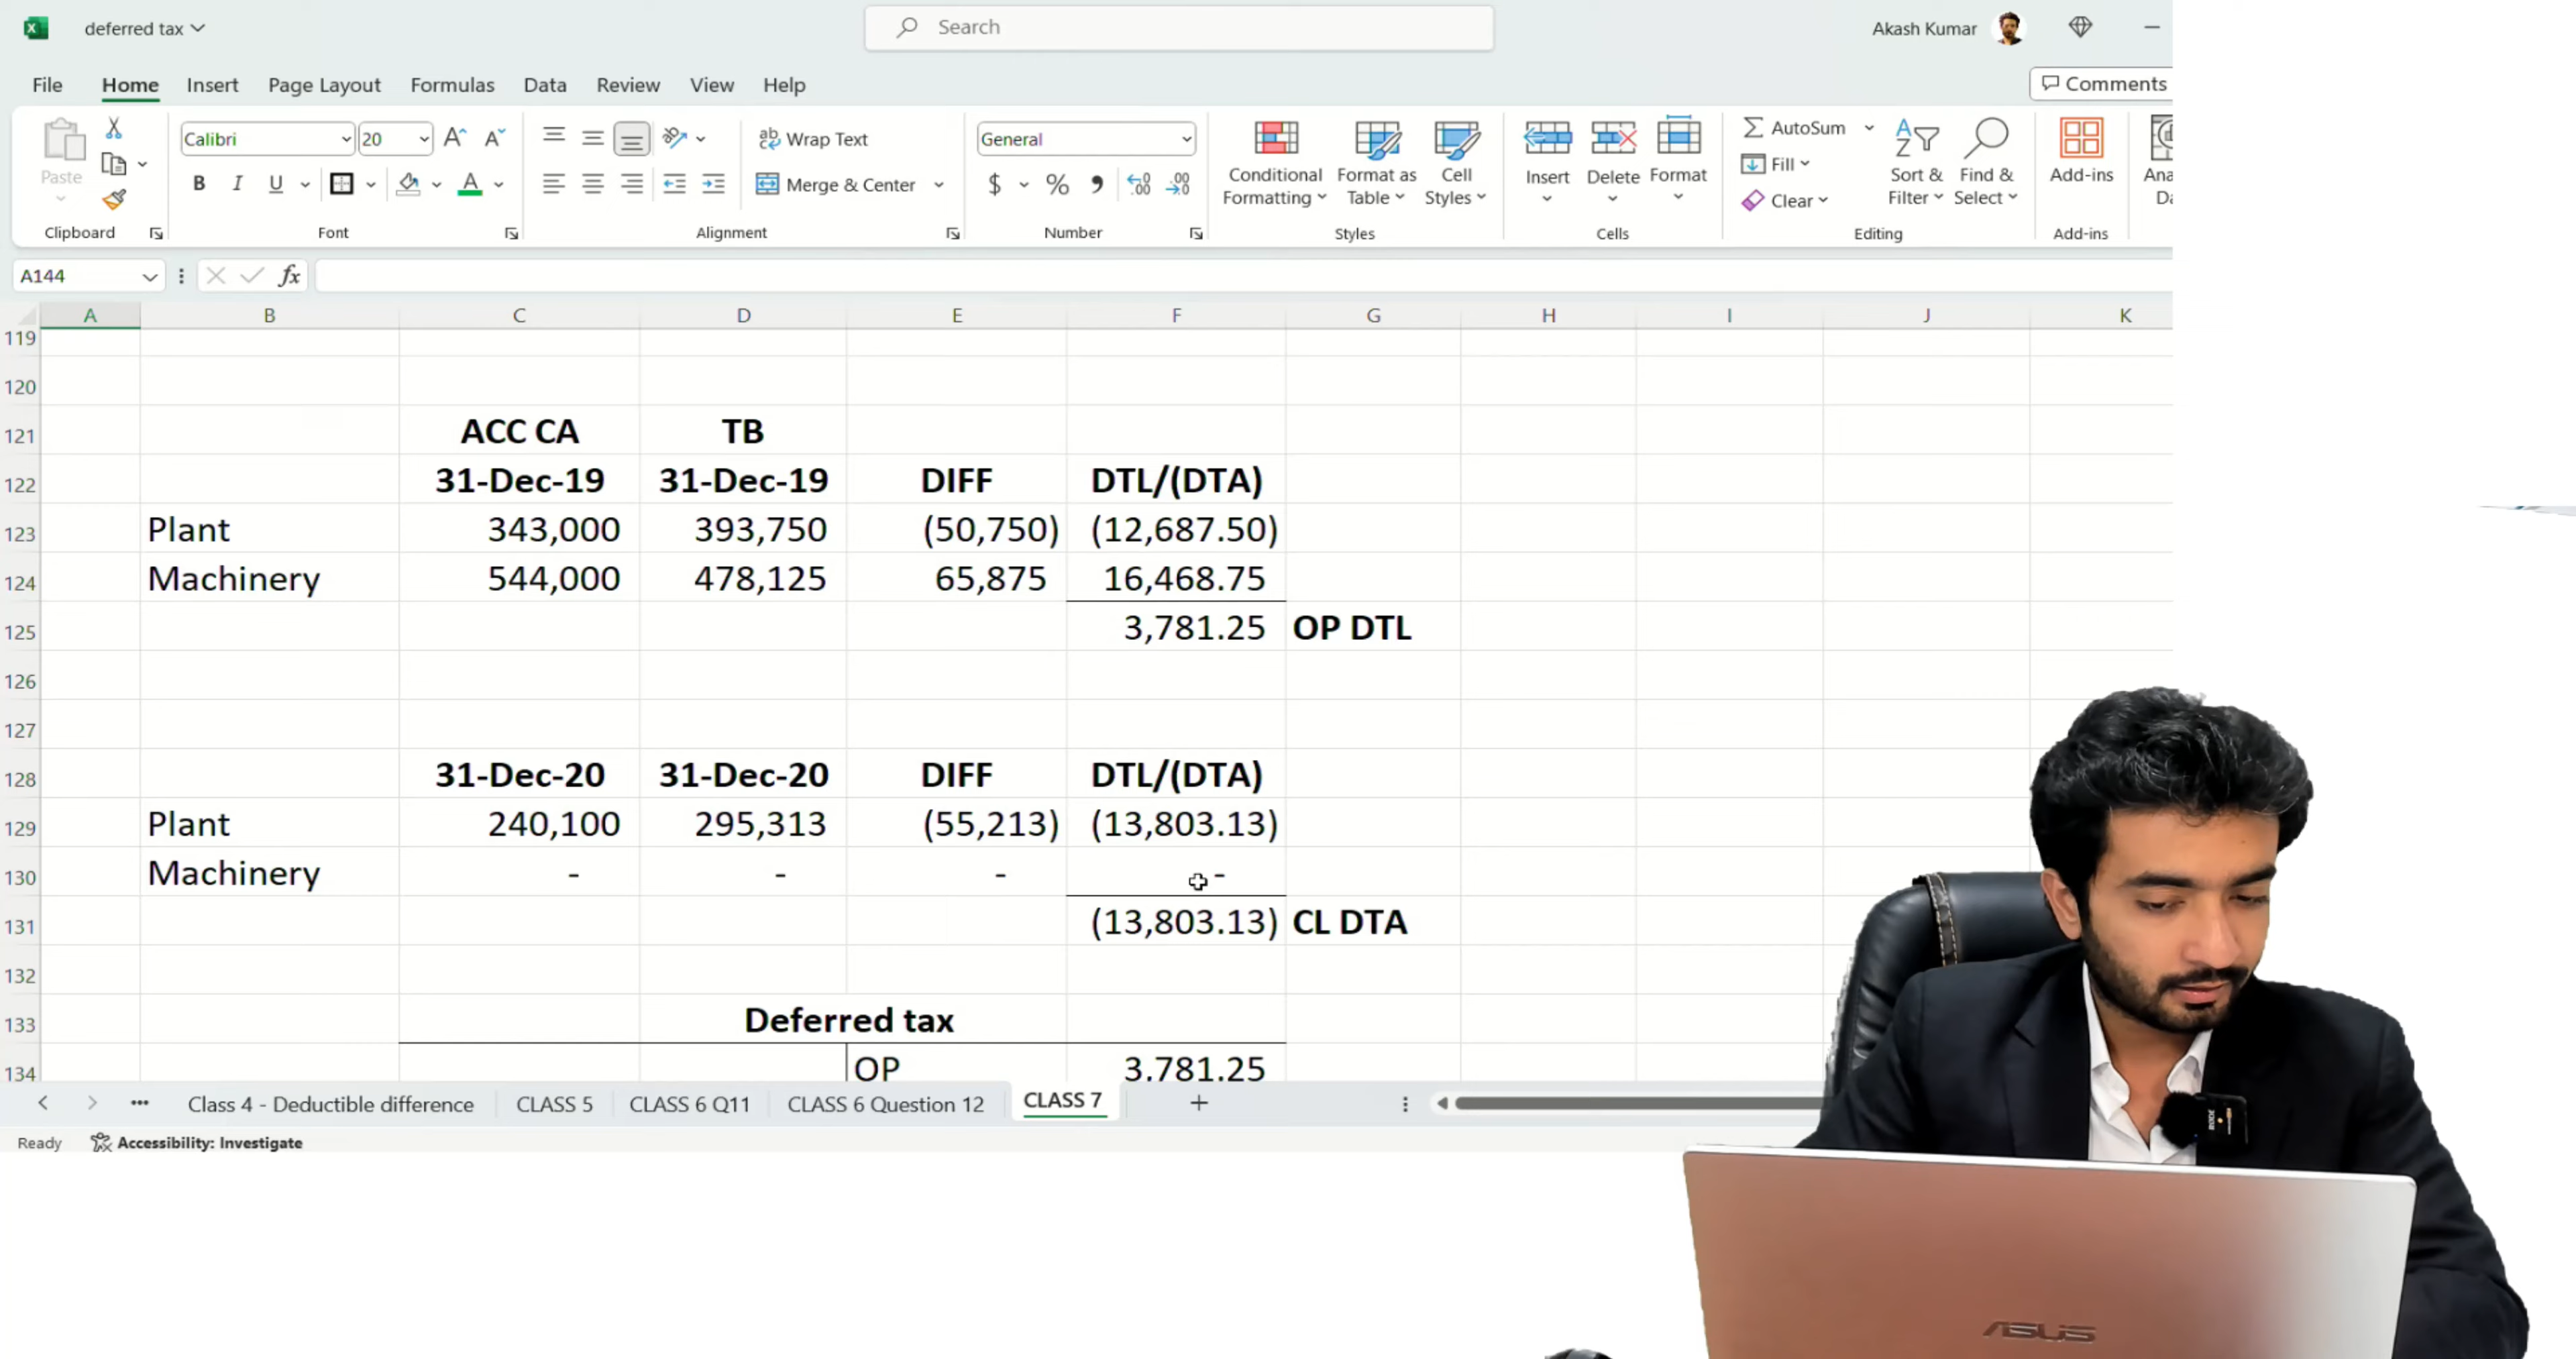 deferred tax
Search
Akash Kumar
File Home Insert Page Layout Formulas Data Review View Help
Comments
Calibri 20 Wrap Text General AutoSum
Paste B I U Merge & Center $ % Conditional Formatting Format as Table Cell Styles Insert Delete Format Fill Clear Sort & Filter Find & Select Add-ins
Clipboard Font Alignment Number Styles Cells Editing Add-ins
A144 fx
A B C D E F G H I J K
119
120
121 ACC CA TB
122 31-Dec-19 31-Dec-19 DIFF DTL/(DTA)
123 Plant 343,000 393,750 (50,750) (12,687.50)
124 Machinery 544,000 478,125 65,875 16,468.75
125 3,781.25 OP DTL
126
127
128 31-Dec-20 31-Dec-20 DIFF DTL/(DTA)
129 Plant 240,100 295,313 (55,213) (13,803.13)
130 Machinery - - - -
131 (13,803.13) CL DTA
132
133 Deferred tax
134 OP 3,781.25
Class 4 - Deductible difference CLASS 5 CLASS 6 Q11 CLASS 6 Question 12 CLASS 7
Ready Accessibility: Investigate
ASUS